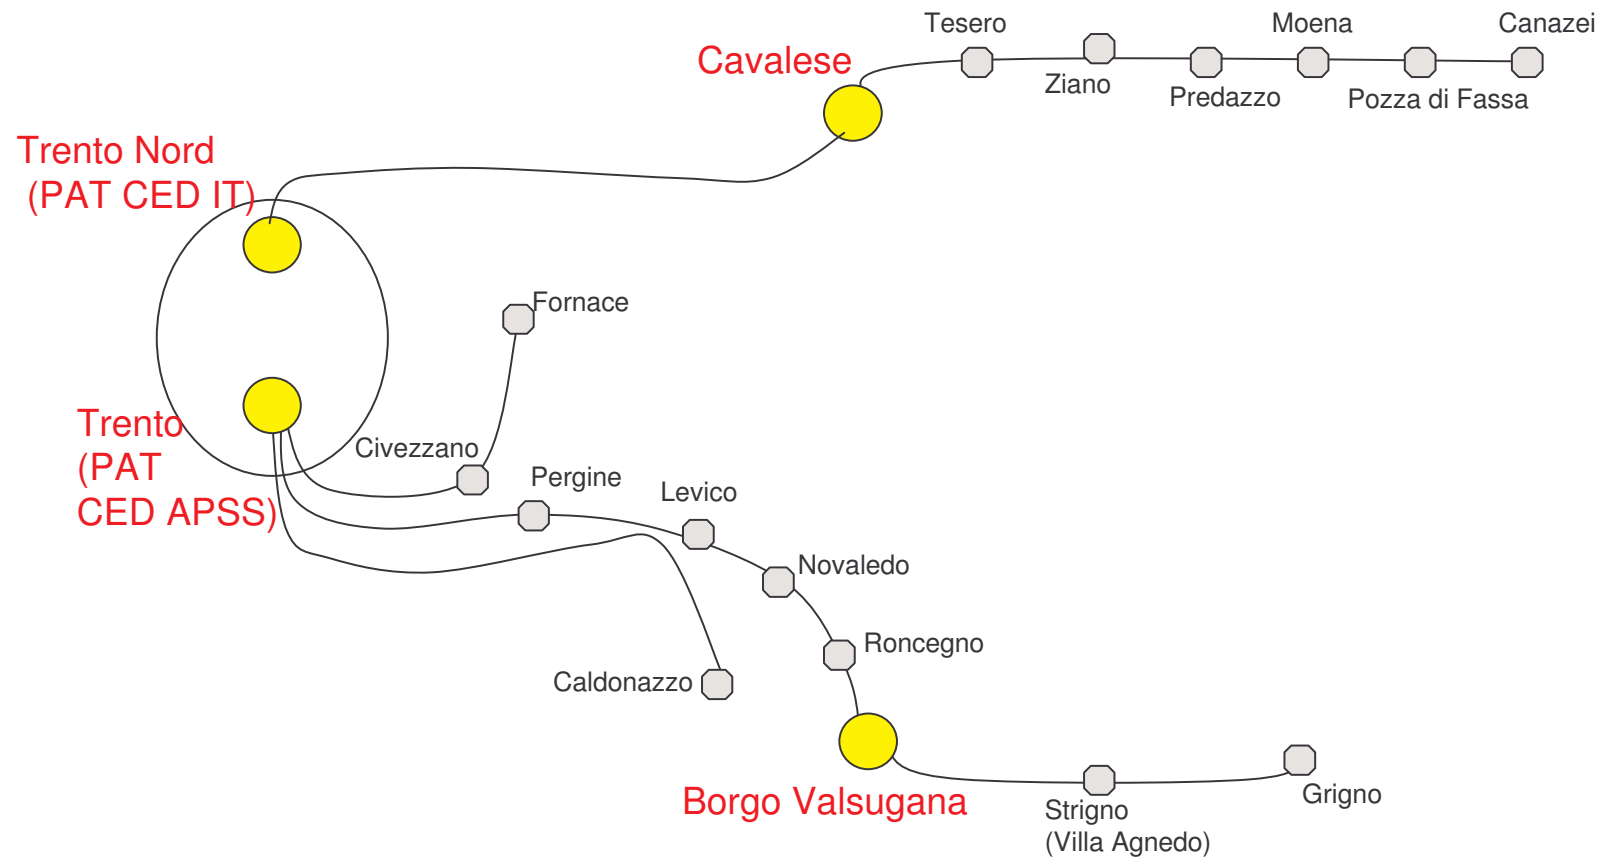 Tesero
Moena
Canazei
Cavalese
Ziano
Predazzo
Pozza di Fassa
Trento Nord
(PAT CED IT)
Fornace
Trento
(PAT
CED APSS)
Civezzano
Pergine
Levico
Novaledo
Roncegno
Caldonazzo
Borgo Valsugana
Strigno
(Villa Agnedo)
Grigno